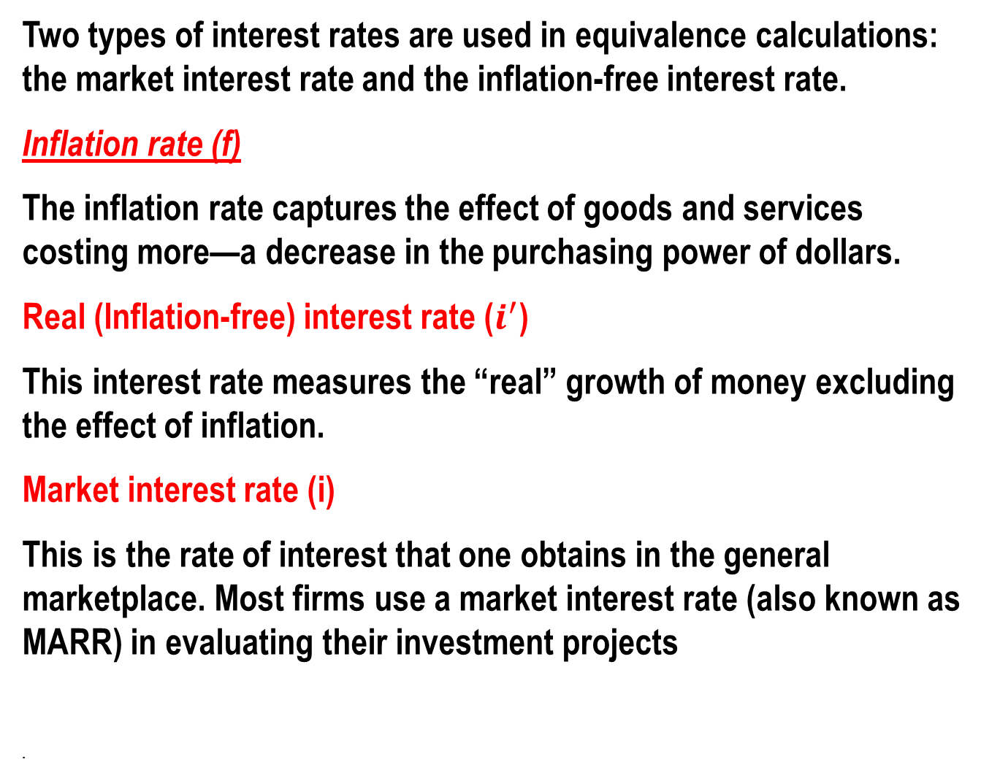 Two types of interest rates are used in equivalence calculations:
the market interest rate and the inflation-free interest rate.
Inflation rate (f)
The inflation rate captures the effect of goods and services
costing more—a decrease in the purchasing power of dollars.
Real (Inflation-free) interest rate (i′)
This interest rate measures the “real” growth of money excluding
the effect of inflation.
Market interest rate (i)
This is the rate of interest that one obtains in the general
marketplace. Most firms use a market interest rate (also known as
MARR) in evaluating their investment projects
.